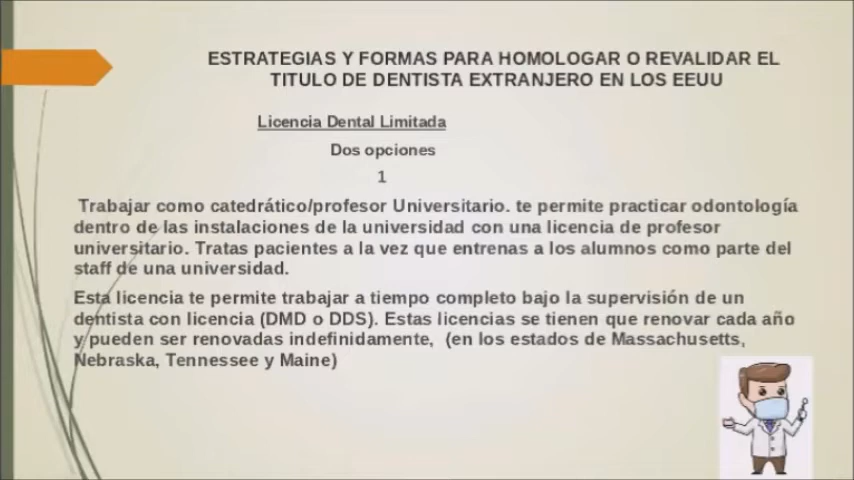 ESTRATEGIAS Y FORMAS PARA HOMOLOGAR O REVALIDAR EL
TITULO DE DENTISTA EXTRANJERO EN LOS EEUU
Licencia Dental Limitada
Dos opciones
1
Trabajar como catedrático/profesor Universitario. te permite practicar odontología
dentro de las instalaciones de la universidad con una licencia de profesor
universitario. Tratas pacientes a la vez que entrenas a los alumnos como parte del
staff de una universidad.
Esta licencia te permite trabajar a tiempo completo bajo la supervisión de un
dentista con licencia (DMD o DDS). Estas licencias se tienen que renovar cada año
y pueden ser renovadas indefinidamente, (en los estados de Massachusetts,
Nebraska, Tennessee y Maine)